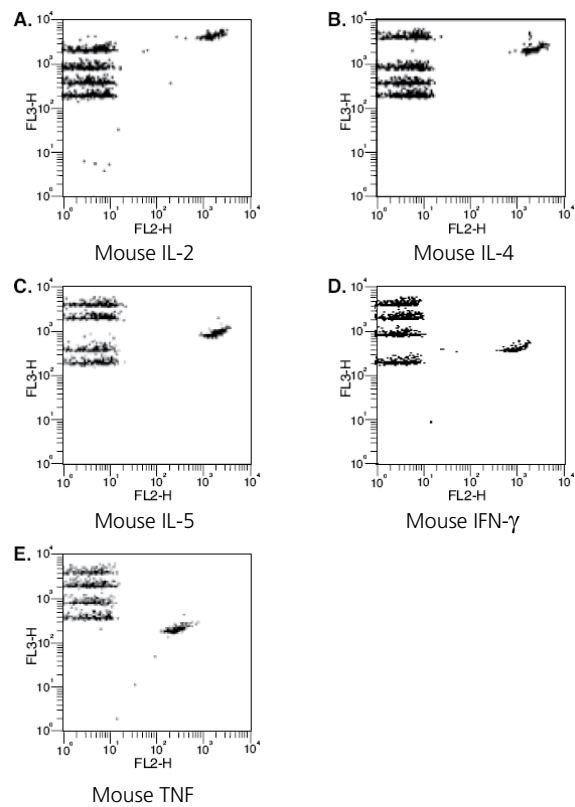 A.
B.
10⁴
10³
10²
10¹
10⁰
FL3-H
10⁰ 10¹ 10² 10³ 10⁴
FL2-H
Mouse IL-2
10⁴
10³
10²
10¹
10⁰
FL3-H
10⁰ 10¹ 10² 10³ 10⁴
FL2-H
Mouse IL-4
C.
D.
10⁴
10³
10²
10¹
10⁰
FL3-H
10⁰ 10¹ 10² 10³ 10⁴
FL2-H
Mouse IL-5
10⁴
10³
10²
10¹
10⁰
FL3-H
10⁰ 10¹ 10² 10³ 10⁴
FL2-H
Mouse IFN-γ
E.
10⁴
10³
10²
10¹
10⁰
FL3-H
10⁰ 10¹ 10² 10³ 10⁴
FL2-H
Mouse TNF